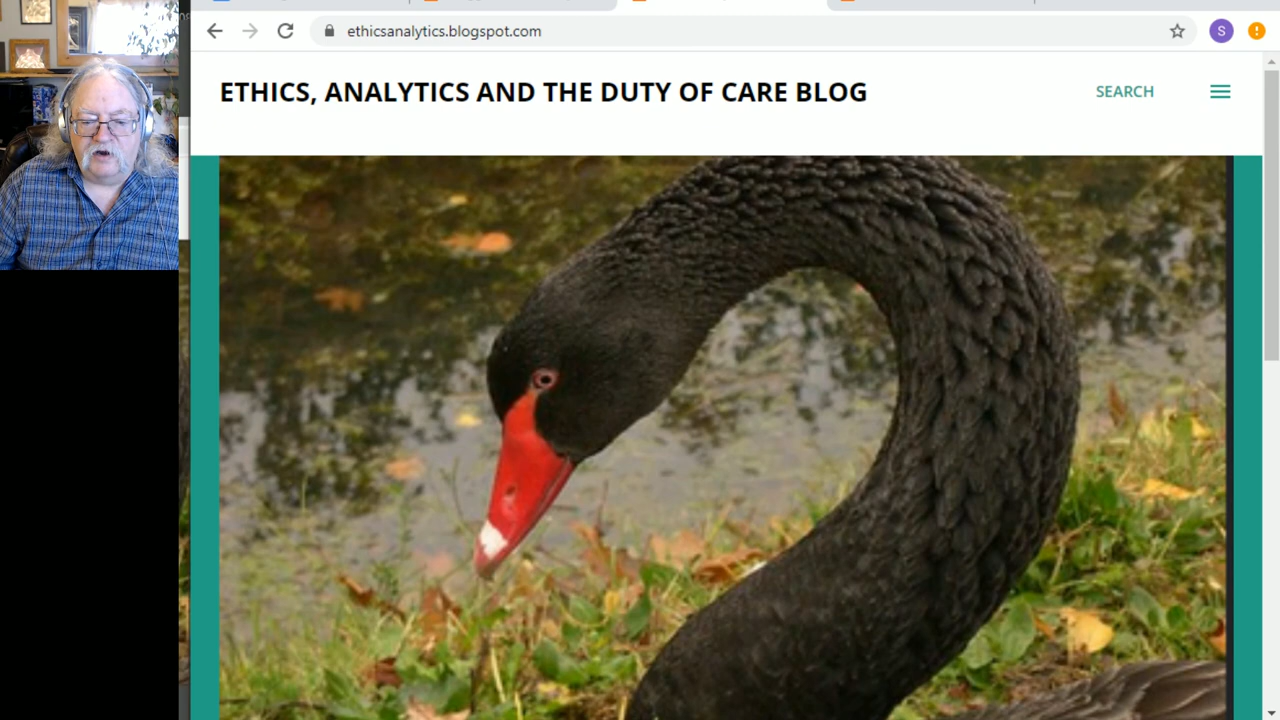 ethicsanalytics.blogspot.com
S
ETHICS, ANALYTICS AND THE DUTY OF CARE BLOG
SEARCH